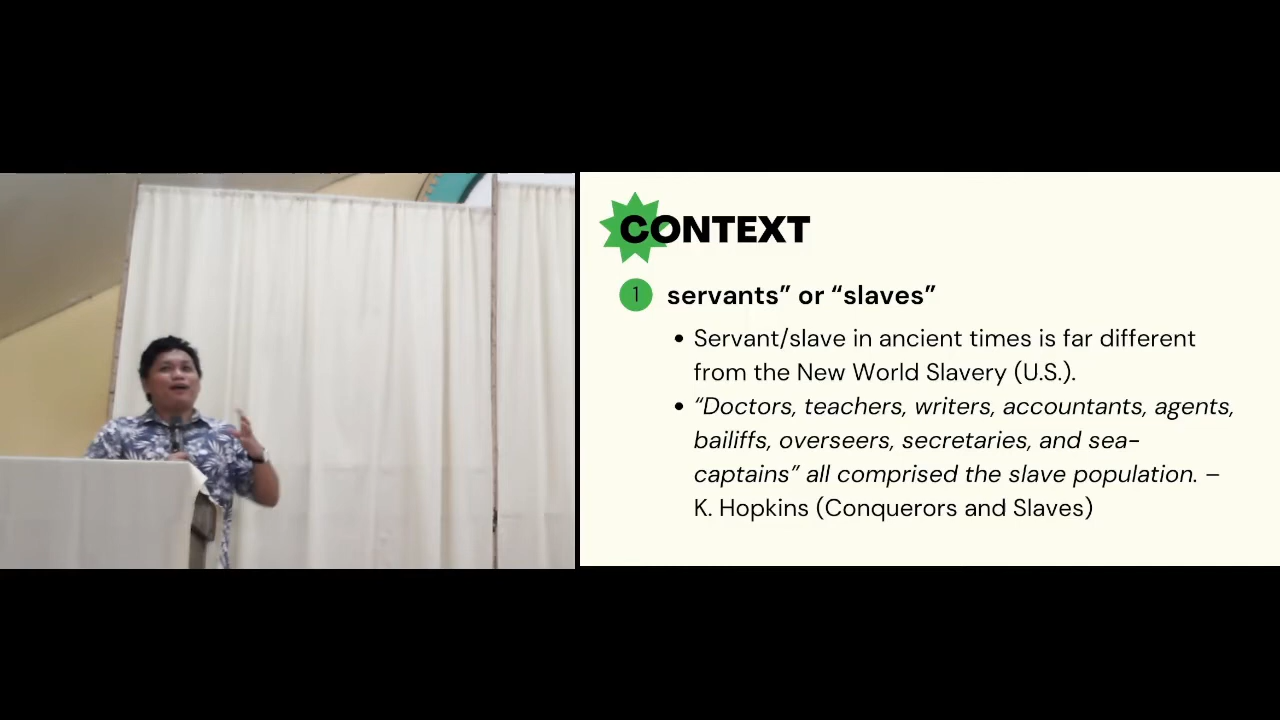 CONTEXT
1 servants” or “slaves”
• Servant/slave in ancient times is far different
from the New World Slavery (U.S.).
• “Doctors, teachers, writers, accountants, agents,
bailiffs, overseers, secretaries, and sea-
captains” all comprised the slave population. –
K. Hopkins (Conquerors and Slaves)